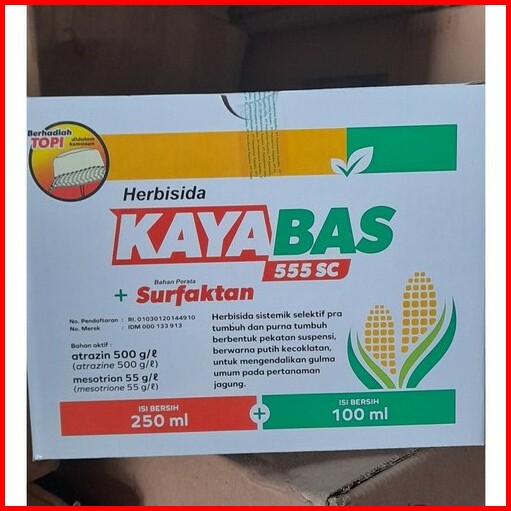 Berhadiah
TOPI
didalam
kemasan
Herbisida
KAYABAS
555 SC
Bahan Perata
+ Surfaktan
No. Pendaftaran : RI. 01030120144910
No. Merek : IDM 000 133 913
Bahan aktif :
atrazin 500 g/ℓ
(atrazine 500 g/ℓ)
mesotrion 55 g/ℓ
(mesotrione 55 g/ℓ)
Herbisida sistemik selektif pra
tumbuh dan purna tumbuh
berbentuk pekatan suspensi,
berwarna putih kecoklatan,
untuk mengendalikan gulma
umum pada pertanaman
jagung.
ISI BERSIH
250 ml
+
ISI BERSIH
100 ml